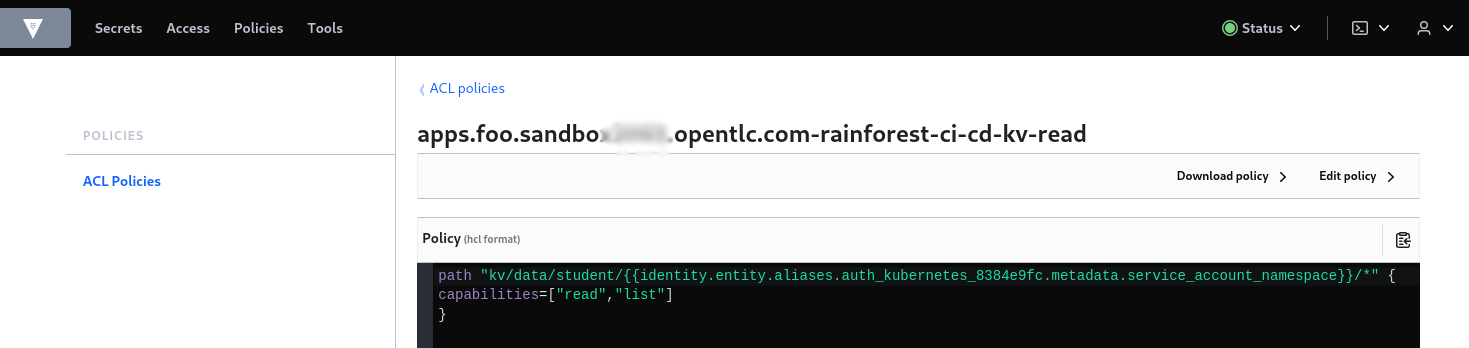 Secrets Access Policies Tools Status
ACL policies
POLICIES
apps.foo.sandbox .opentlc.com-rainforest-ci-cd-kv-read
Download policy Edit policy
ACL Policies
Policy (hcl format)
path "kv/data/student/{{identity.entity.aliases.auth_kubernetes_8384e9fc.metadata.service_account_namespace}}/*" {
capabilities=["read","list"]
}